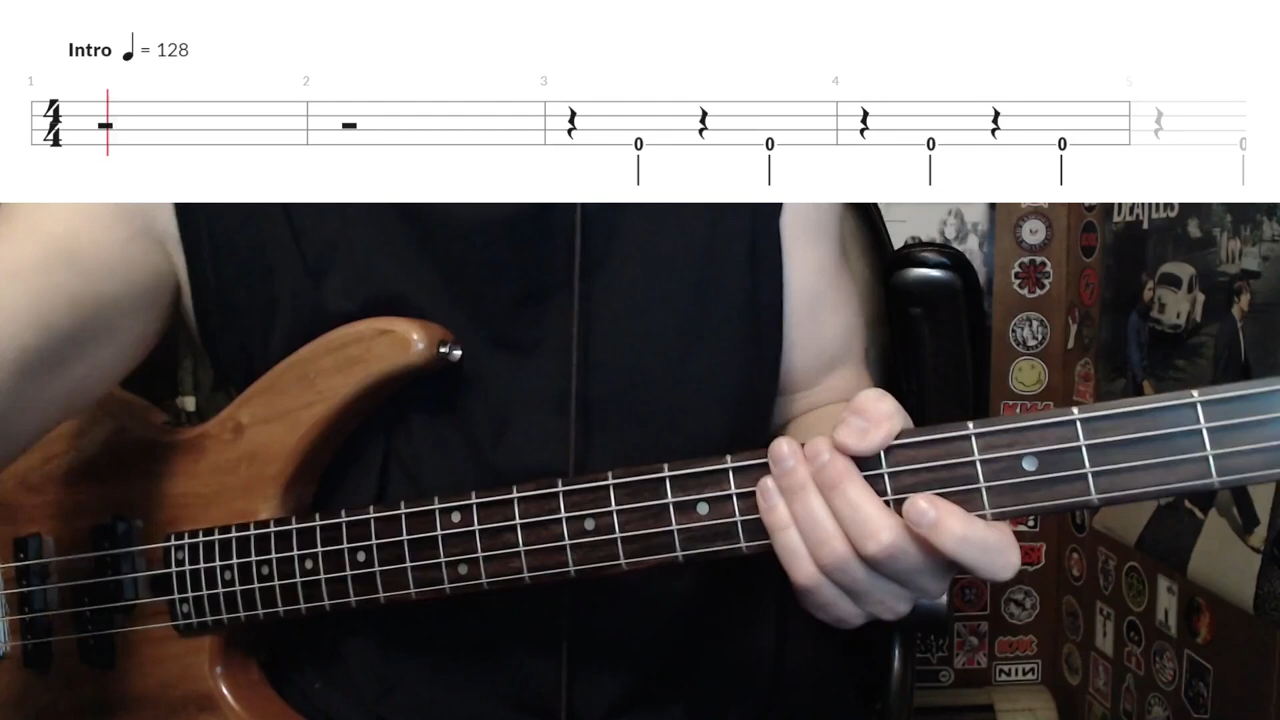 Intro = 128
1 2 3 4 5
4
4
0 0 0 0 0
BEATLES
KISS
AC/DC
NIN